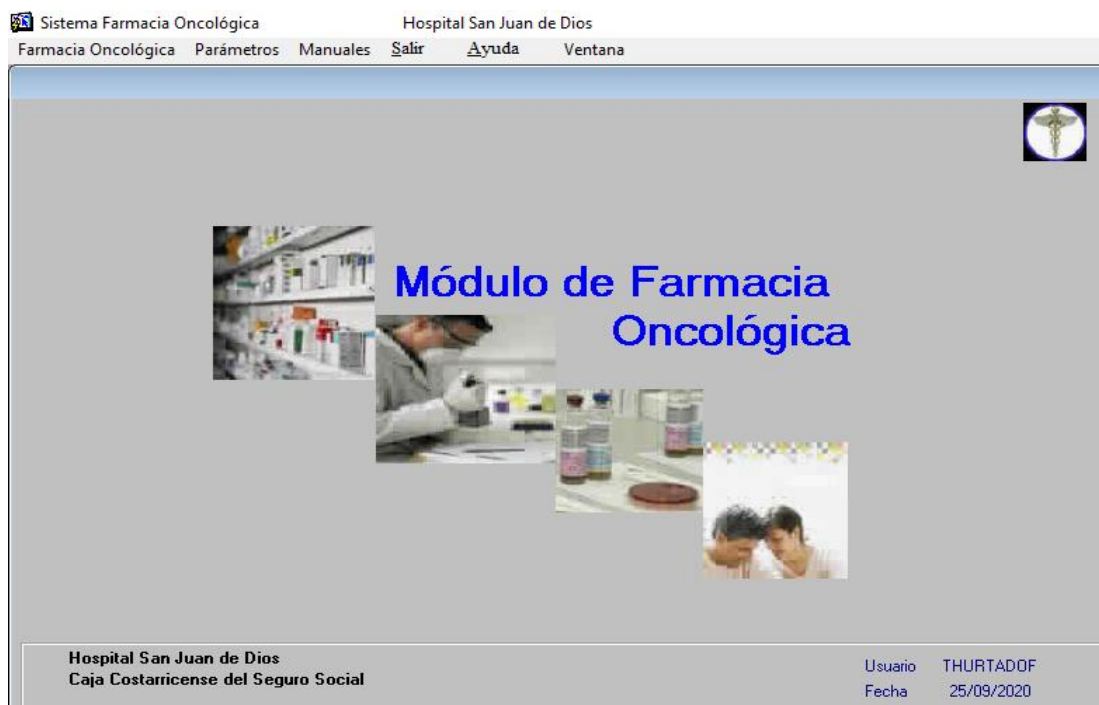 Sistema Farmacia Oncológica Hospital San Juan de Dios
Farmacia Oncológica Parámetros Manuales Salir Ayuda Ventana
Módulo de Farmacia
Oncológica
Hospital San Juan de Dios
Caja Costarricense del Seguro Social
Usuario THURTADOF
Fecha 25/09/2020